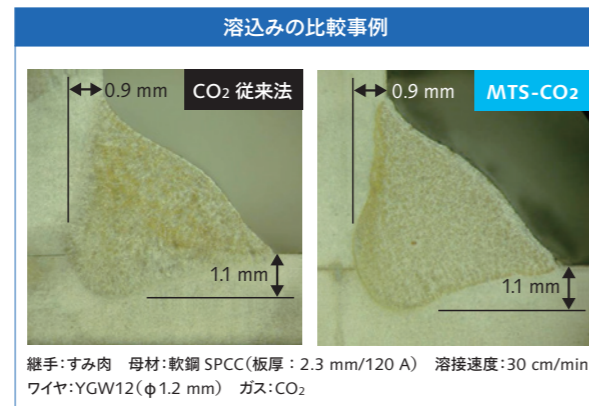 溶込みの比較事例
0.9 mm CO₂ 従来法
1.1 mm
0.9 mm MTS-CO₂
1.1 mm
継手:すみ肉 母材:軟鋼 SPCC(板厚:2.3 mm/120 A) 溶接速度:30 cm/min
ワイヤ:YGW12(φ1.2 mm) ガス:CO₂